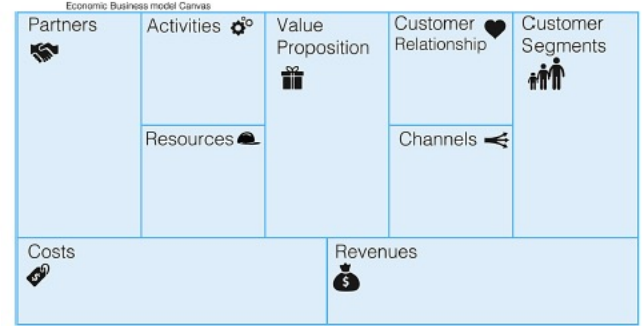 Economic Business model Canvas
Partners
Activities
Value
Proposition
Customer
Relationship
Customer
Segments
Resources
Channels
Costs
$
Revenues
$